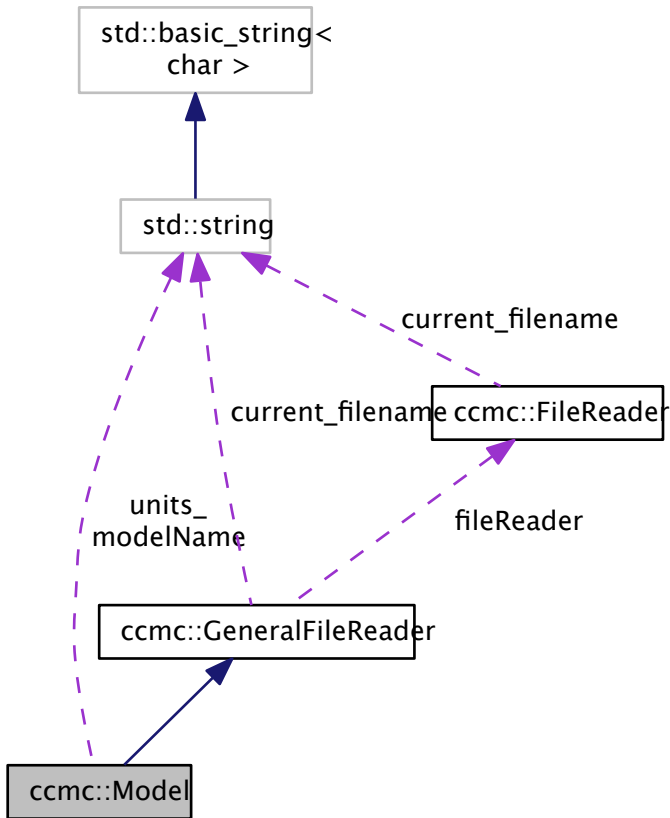 std::basic_string<
char >
std::string
current_filename
current_filename
ccmc::FileReader
units_
modelName
fileReader
ccmc::GeneralFileReader
ccmc::Model